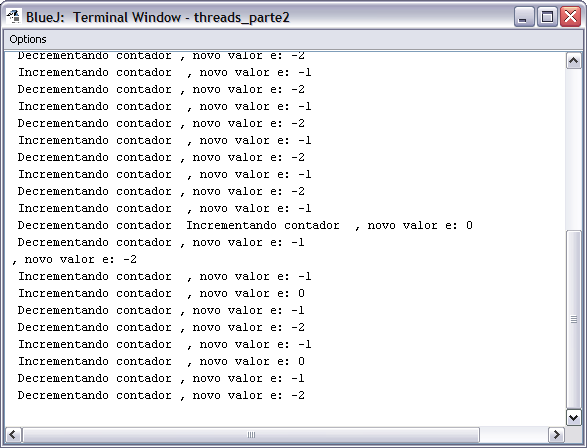 BlueJ: Terminal Window - threads_parte2
Options
Decrementando contador , novo valor e: -2
Incrementando contador  , novo valor e: -1
Decrementando contador , novo valor e: -2
Incrementando contador  , novo valor e: -1
Decrementando contador , novo valor e: -2
Incrementando contador  , novo valor e: -1
Decrementando contador , novo valor e: -2
Incrementando contador  , novo valor e: -1
Decrementando contador , novo valor e: -2
Incrementando contador  , novo valor e: -1
Decrementando contador  Incrementando contador  , novo valor e: 0
Decrementando contador , novo valor e: -1
, novo valor e: -2
Incrementando contador  , novo valor e: -1
Incrementando contador  , novo valor e: 0
Decrementando contador , novo valor e: -1
Decrementando contador , novo valor e: -2
Incrementando contador  , novo valor e: -1
Incrementando contador  , novo valor e: 0
Decrementando contador , novo valor e: -1
Decrementando contador , novo valor e: -2